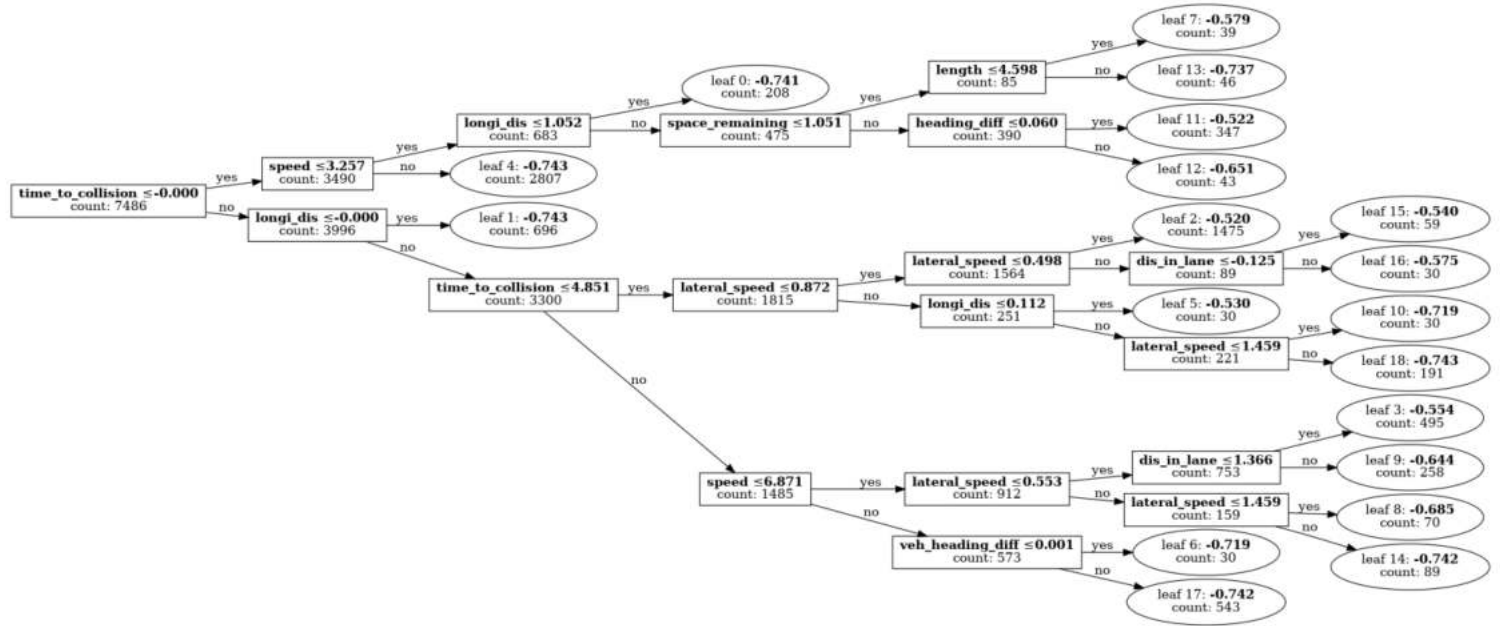 leaf 7: -0.579
count: 39
yes
length ≤4.598
count: 85
no
leaf 13: -0.737
count: 46
leaf 0: -0.741
count: 208
yes
yes
longi_dis ≤1.052
count: 683
no
space_remaining ≤1.051
count: 475
no
heading_diff ≤0.060
count: 390
yes
leaf 11: -0.522
count: 347
no
leaf 12: -0.651
count: 43
yes
speed ≤3.257
count: 3490
no
leaf 4: -0.743
count: 2807
yes
time_to_collision ≤-0.000
count: 7486
no
longi_dis ≤-0.000
count: 3996
yes
leaf 1: -0.743
count: 696
no
time_to_collision ≤4.851
count: 3300
yes
lateral_speed ≤0.872
count: 1815
yes
lateral_speed ≤0.498
count: 1564
yes
leaf 2: -0.520
count: 1475
no
dis_in_lane ≤-0.125
count: 89
yes
leaf 15: -0.540
count: 59
no
leaf 16: -0.575
count: 30
no
longi_dis ≤0.112
count: 251
yes
leaf 5: -0.530
count: 30
no
lateral_speed ≤1.459
count: 221
yes
leaf 10: -0.719
count: 30
no
leaf 18: -0.743
count: 191
no
speed ≤6.871
count: 1485
yes
lateral_speed ≤0.553
count: 912
yes
dis_in_lane ≤1.366
count: 753
yes
leaf 3: -0.554
count: 495
no
leaf 9: -0.644
count: 258
no
lateral_speed ≤1.459
count: 159
yes
leaf 8: -0.685
count: 70
no
leaf 14: -0.742
count: 89
no
veh_heading_diff ≤0.001
count: 573
yes
leaf 6: -0.719
count: 30
no
leaf 17: -0.742
count: 543